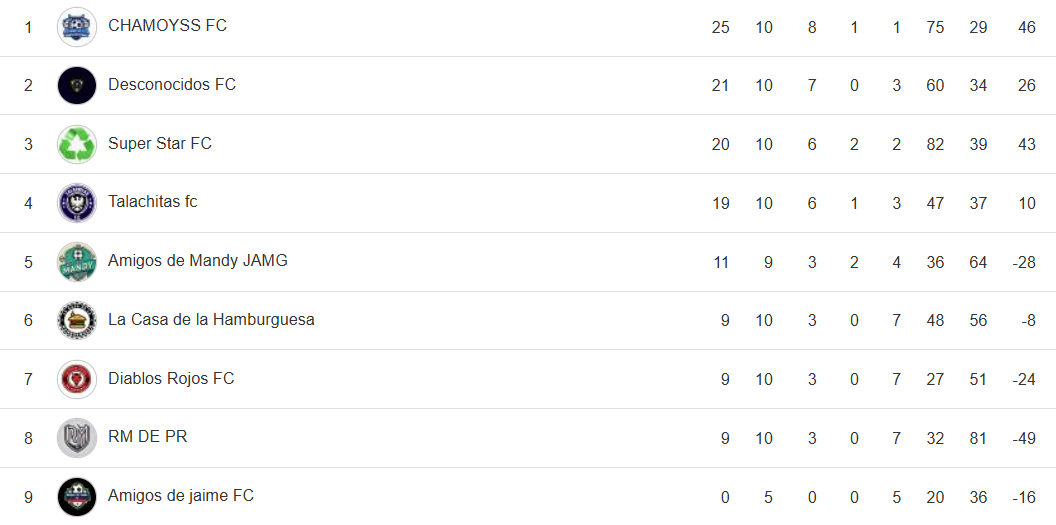 1 CHAMOYSS FC 25 10 8 1 1 75 29 46
2 Desconocidos FC 21 10 7 0 3 60 34 26
3 Super Star FC 20 10 6 2 2 82 39 43
4 Talachitas fc 19 10 6 1 3 47 37 10
5 MANDY Amigos de Mandy JAMG 11 9 3 2 4 36 64 -28
6 La Casa de la Hamburguesa 9 10 3 0 7 48 56 -8
7 Diablos Rojos FC 9 10 3 0 7 27 51 -24
8 RM RM DE PR 9 10 3 0 7 32 81 -49
9 Amigos de jaime FC 0 5 0 0 5 20 36 -16